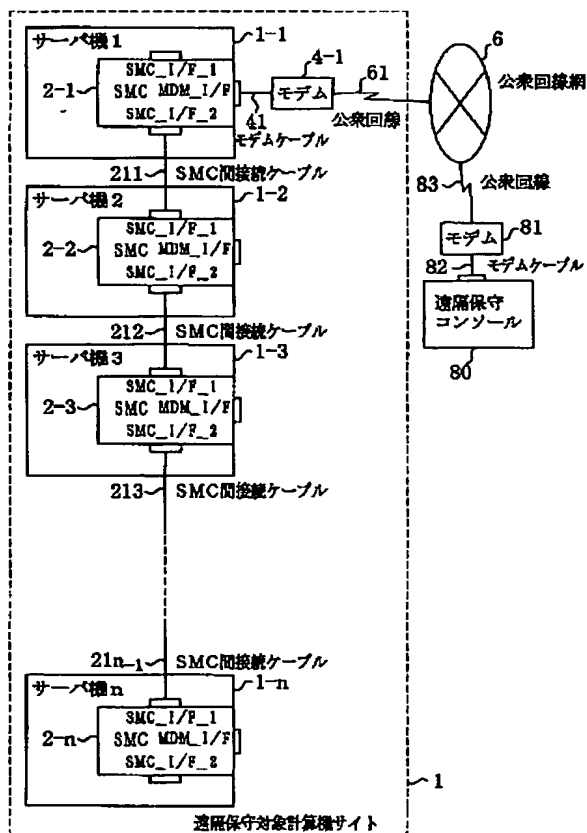 サーバ機1
1-1
SMC_I/F_1
2-1
SMC MDM_I/F
SMC_I/F_2
41
モデムケーブル
4-1
モデム
61
公衆回線
6
公衆回線網
83
公衆回線
モデム
81
82
モデムケーブル
遠隔保守
コンソール
80
211
SMC間接続ケーブル
サーバ機2
1-2
SMC_I/F_1
2-2
SMC MDM_I/F
SMC_I/F_2
212
SMC間接続ケーブル
サーバ機3
1-3
SMC_I/F_1
2-3
SMC MDM_I/F
SMC_I/F_2
213
SMC間接続ケーブル
21n-1
SMC間接続ケーブル
サーバ機n
1-n
SMC_I/F_1
2-n
SMC MDM_I/F
SMC_I/F_2
1
遠隔保守対象計算機サイト